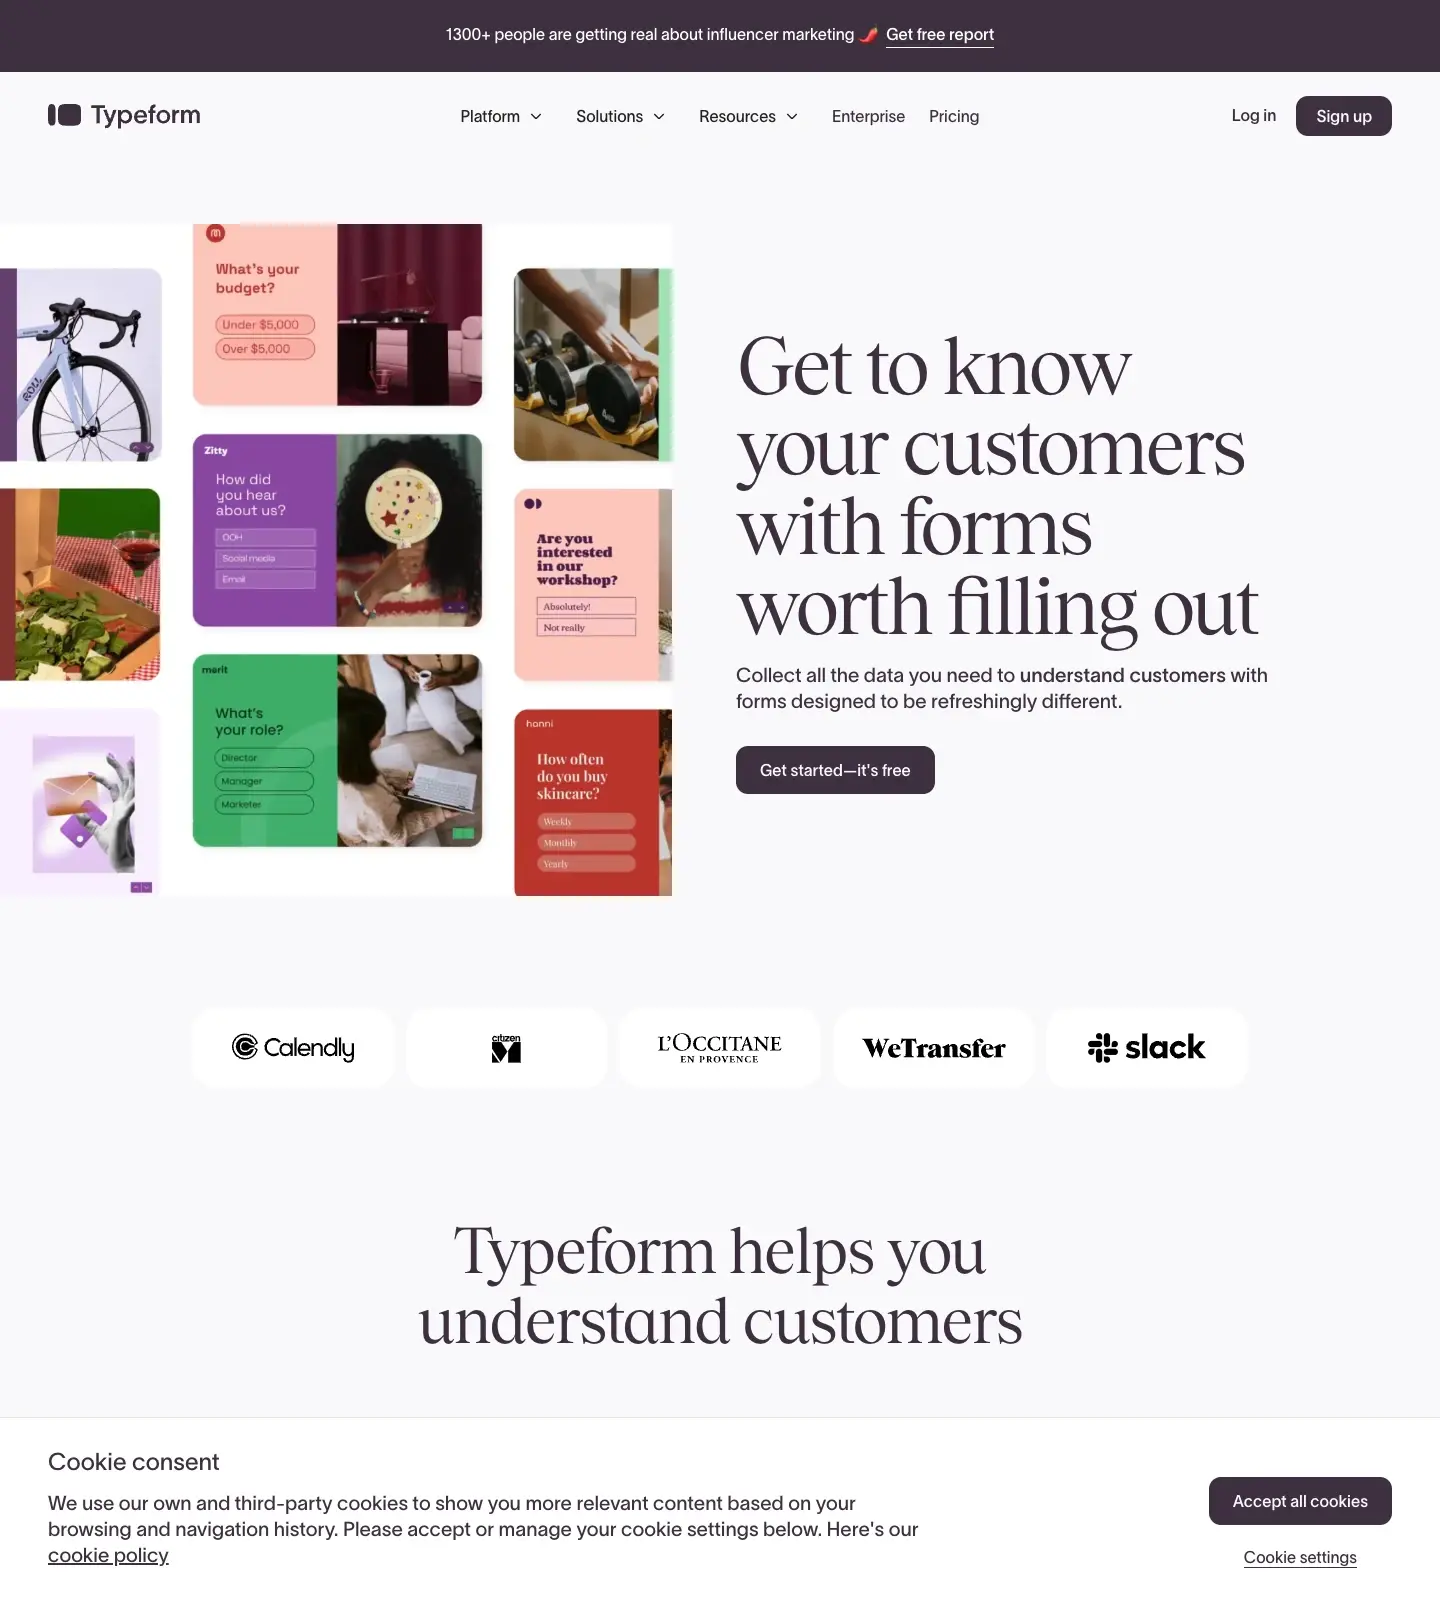 1300+ people are getting real about influencer marketing 🌶️ Get free report
Typeform
Platform
Solutions
Resources
Enterprise
Pricing
Log in
Sign up
ROLL
What's your
budget?
Under $5,000
Over $5,000
Zitty
How did
you hear
about us?
OOH
Social media
Email
merit
What's
your role?
Director
Manager
Marketer
Are you
interested
in our
workshop?
Absolutely!
Not really
hanni
How often
do you buy
skincare?
Weekly
Monthly
Yearly
Get to know
your customers
with forms
worth filling out
Collect all the data you need to understand customers with
forms designed to be refreshingly different.
Get started—it's free
Calendly
citizen
L'OCCITANE
EN PROVENCE
WeTransfer
slack
Typeform helps you
understand customers
Cookie consent
We use our own and third-party cookies to show you more relevant content based on your
browsing and navigation history. Please accept or manage your cookie settings below. Here's our
cookie policy
Accept all cookies
Cookie settings